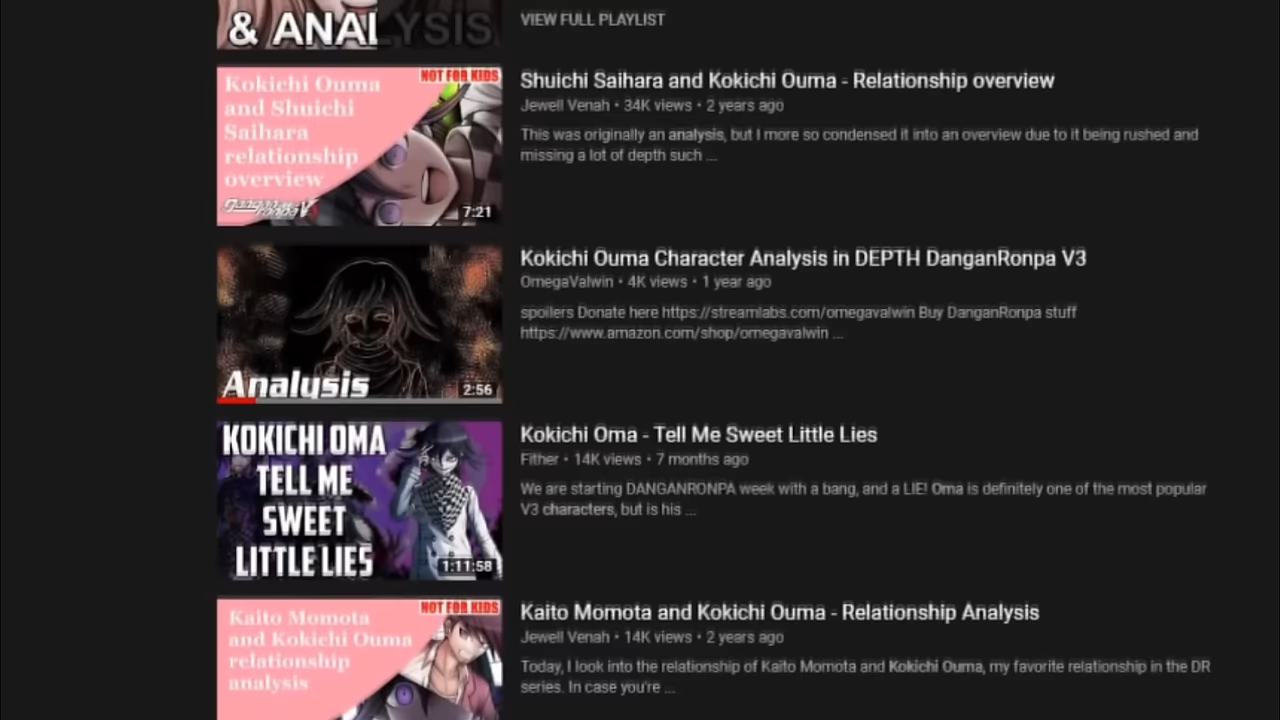 & ANALYSIS
VIEW FULL PLAYLIST
Kokichi Ouma
and Shuichi
Saihara
relationship
overview
NOT FOR KIDS
DanganRonpa V3
7:21
Shuichi Saihara and Kokichi Ouma - Relationship overview
Jewell Venah • 34K views • 2 years ago
This was originally an analysis, but I more so condensed it into an overview due to it being rushed and
missing a lot of depth such ...
Analysis
2:56
Kokichi Ouma Character Analysis in DEPTH DanganRonpa V3
OmegaValwin • 4K views • 1 year ago
spoilers Donate here https://streamlabs.com/omegavalwin Buy DanganRonpa stuff
https://www.amazon.com/shop/omegavalwin ...
KOKICHI OMA
TELL ME
SWEET
LITTLE LIES
1:11:58
Kokichi Oma - Tell Me Sweet Little Lies
Fither • 14K views • 7 months ago
We are starting DANGANRONPA week with a bang, and a LIE! Oma is definitely one of the most popular
V3 characters, but is his ...
Kaito Momota
and Kokichi Ouma
relationship
analysis
NOT FOR KIDS
Kaito Momota and Kokichi Ouma - Relationship Analysis
Jewell Venah • 14K views • 2 years ago
Today, I look into the relationship of Kaito Momota and Kokichi Ouma, my favorite relationship in the DR
series. In case you're ...